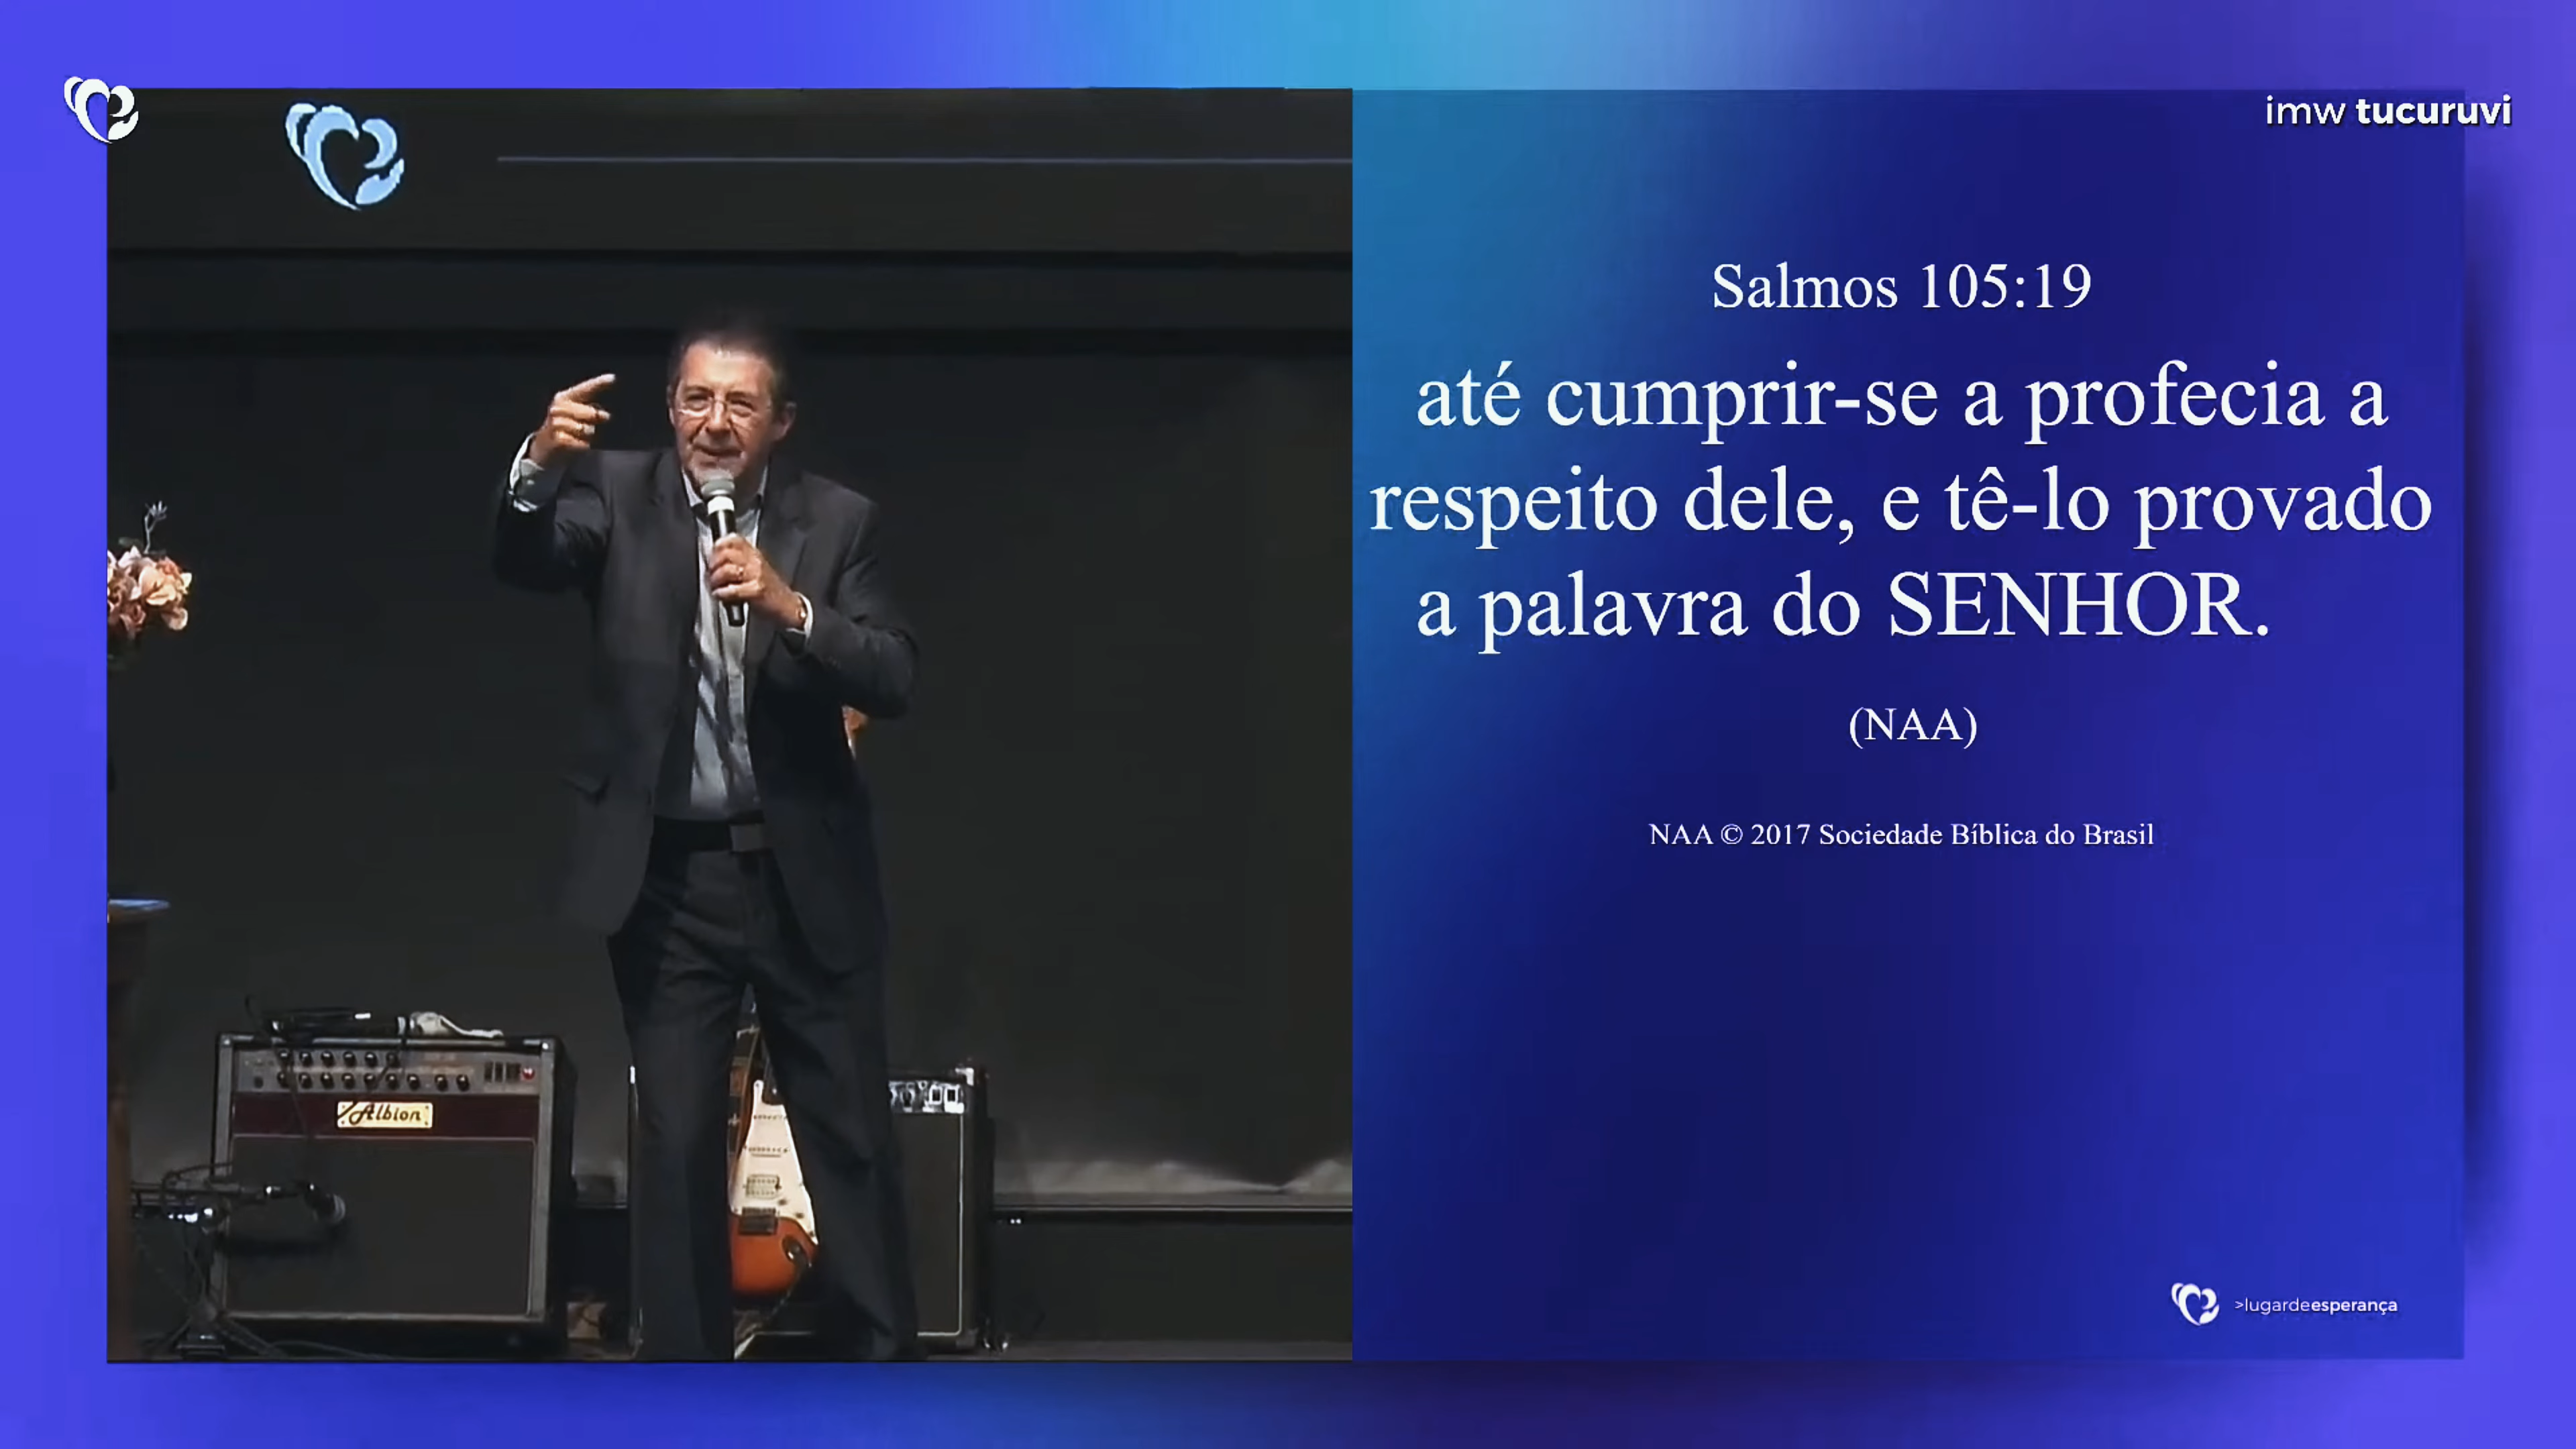 imw tucuruvi
Salmos 105:19
até cumprir-se a profecia a
respeito dele, e tê-lo provado
a palavra do SENHOR.
(NAA)
NAA © 2017 Sociedade Bíblica do Brasil
Albion
>lugardeesperança